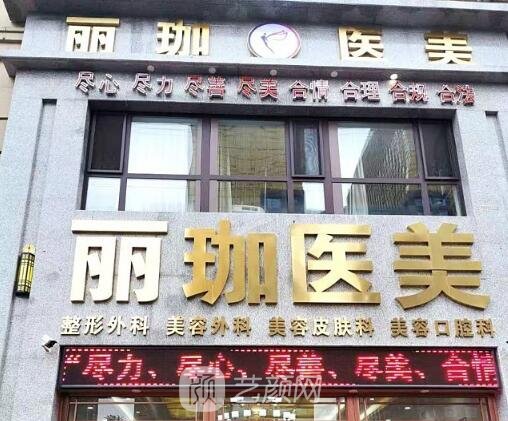 丽珈 医美
尽心 尽力 尽善 尽美 合情 合理 合规 合法
丽珈医美
整形外科 美容外科 美容皮肤科 美容口腔科
“尽力、尽心、尽善、尽美、合情
颜 艺颜网